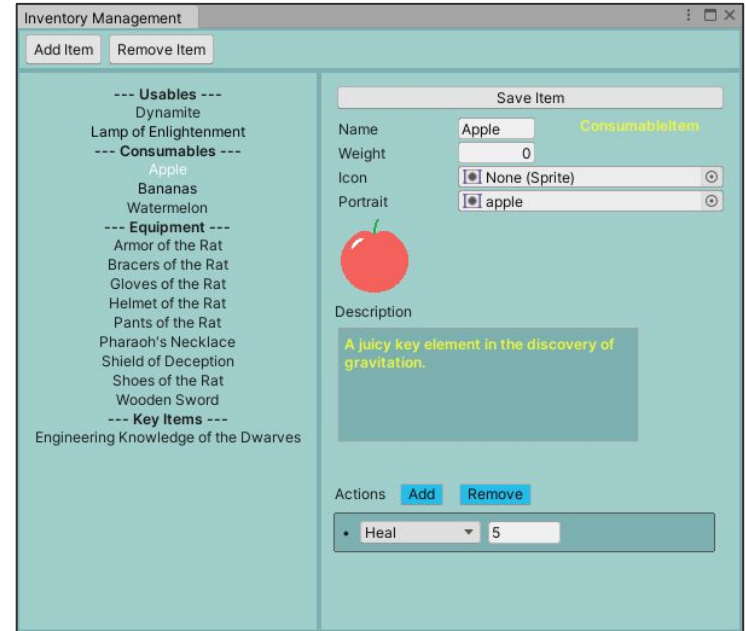 Inventory Management
Add Item Remove Item
--- Usables ---
Dynamite
Lamp of Enlightenment
--- Consumables ---
Apple
Bananas
Watermelon
--- Equipment ---
Armor of the Rat
Bracers of the Rat
Gloves of the Rat
Helmet of the Rat
Pants of the Rat
Pharaoh's Necklace
Shield of Deception
Shoes of the Rat
Wooden Sword
--- Key Items ---
Engineering Knowledge of the Dwarves
Save Item
Name Apple ConsumableItem
Weight 0
Icon None (Sprite)
Portrait apple
Description
A juicy key element in the discovery of
gravitation.
Actions Add Remove
• Heal 5